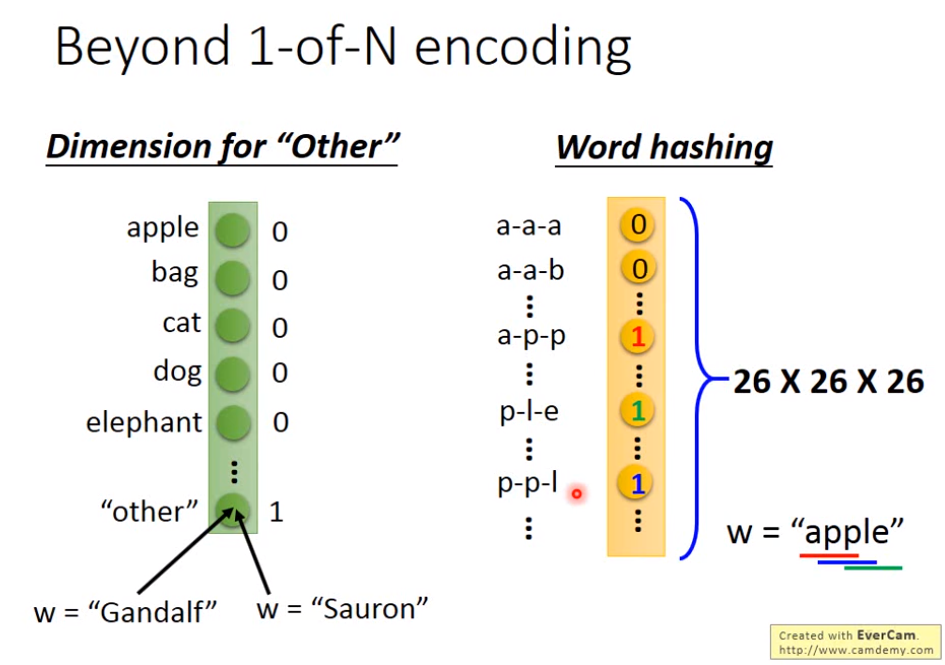 Beyond 1-of-N encoding
Dimension for “Other”
apple 0
bag 0
cat 0
dog 0
elephant 0
⋮
“other” 1
w = “Gandalf”
w = “Sauron”
Word hashing
a-a-a 0
a-a-b 0
⋮ ⋮
a-p-p 1
⋮ ⋮
p-l-e 1
⋮ ⋮
p-p-l 1
⋮ ⋮
26 X 26 X 26
w = “apple”
Created with EverCam.
http://www.camdemy.com